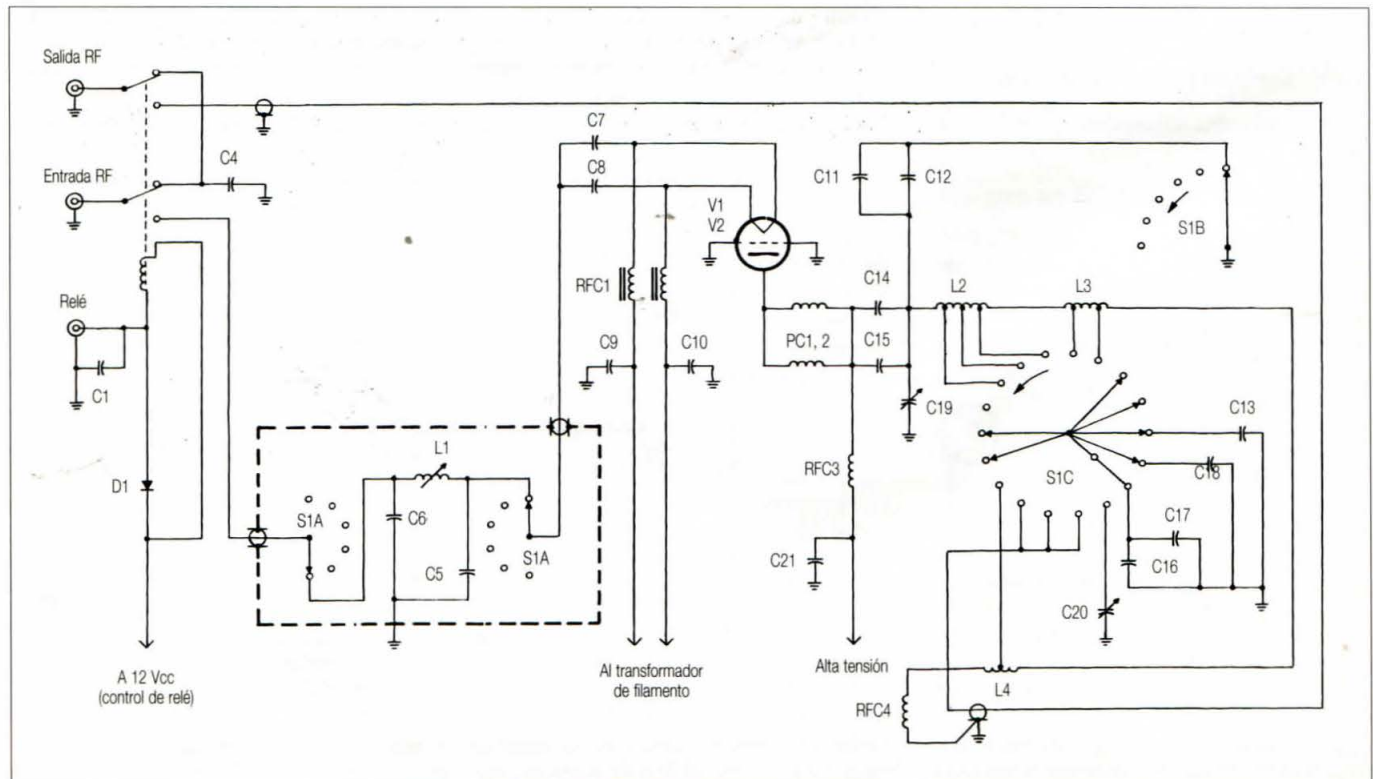 Salida RF
Entrada RF
C4
Relé
C1
D1
A 12 Vcc
(control de relé)
S1A
L1
C6
C5
S1A
C7
C8
RFC1
C9
C10
Al transformador
de filamento
V1
V2
PC1, 2
C11
C12
C14
C15
C19
RFC3
C21
Alta tensión
L2
L3
S1B
S1C
C13
C18
C17
C16
C20
L4
RFC4